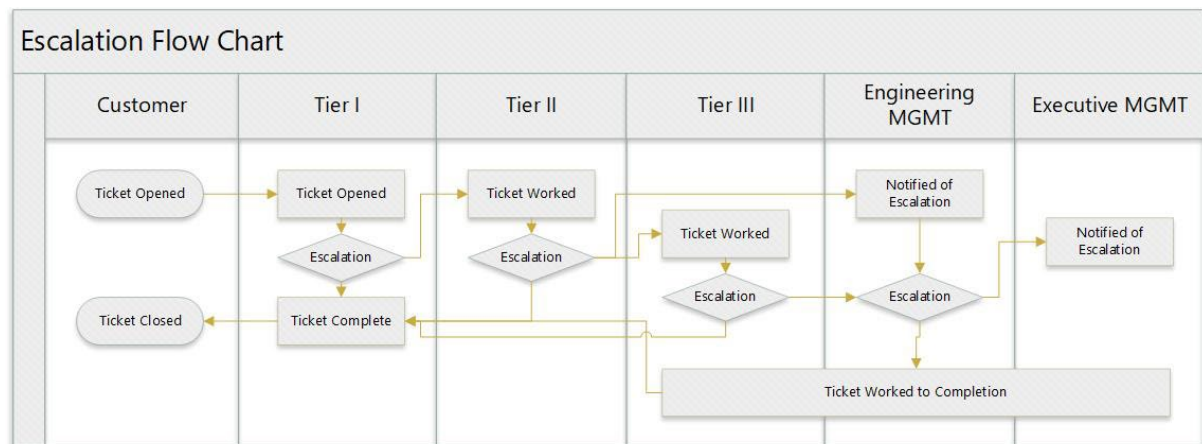 Escalation Flow Chart
Customer
Tier I
Tier II
Tier III
Engineering
MGMT
Executive MGMT
Ticket Opened
Ticket Opened
Ticket Worked
Notified of
Escalation
Ticket Worked
Notified of
Escalation
Escalation
Escalation
Escalation
Escalation
Ticket Closed
Ticket Complete
Ticket Worked to Completion